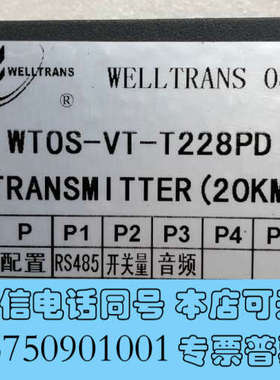 WELLTRANS
WELLTRANS O
®
WTOS-VT-T228PD
TRANSMITTER(20KM
P P1 P2 P3 P4
配置 RS485 开关量 音频
信电话同号 本店可
750901001 专票普票